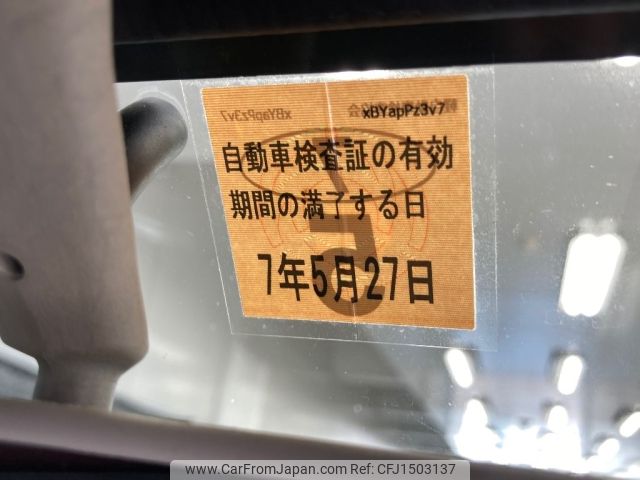 xBYapPz3v7
自動車検査証の有効
期間の満了する日
7年5月27日
www.CarFromJapan.com - CFJ1503137